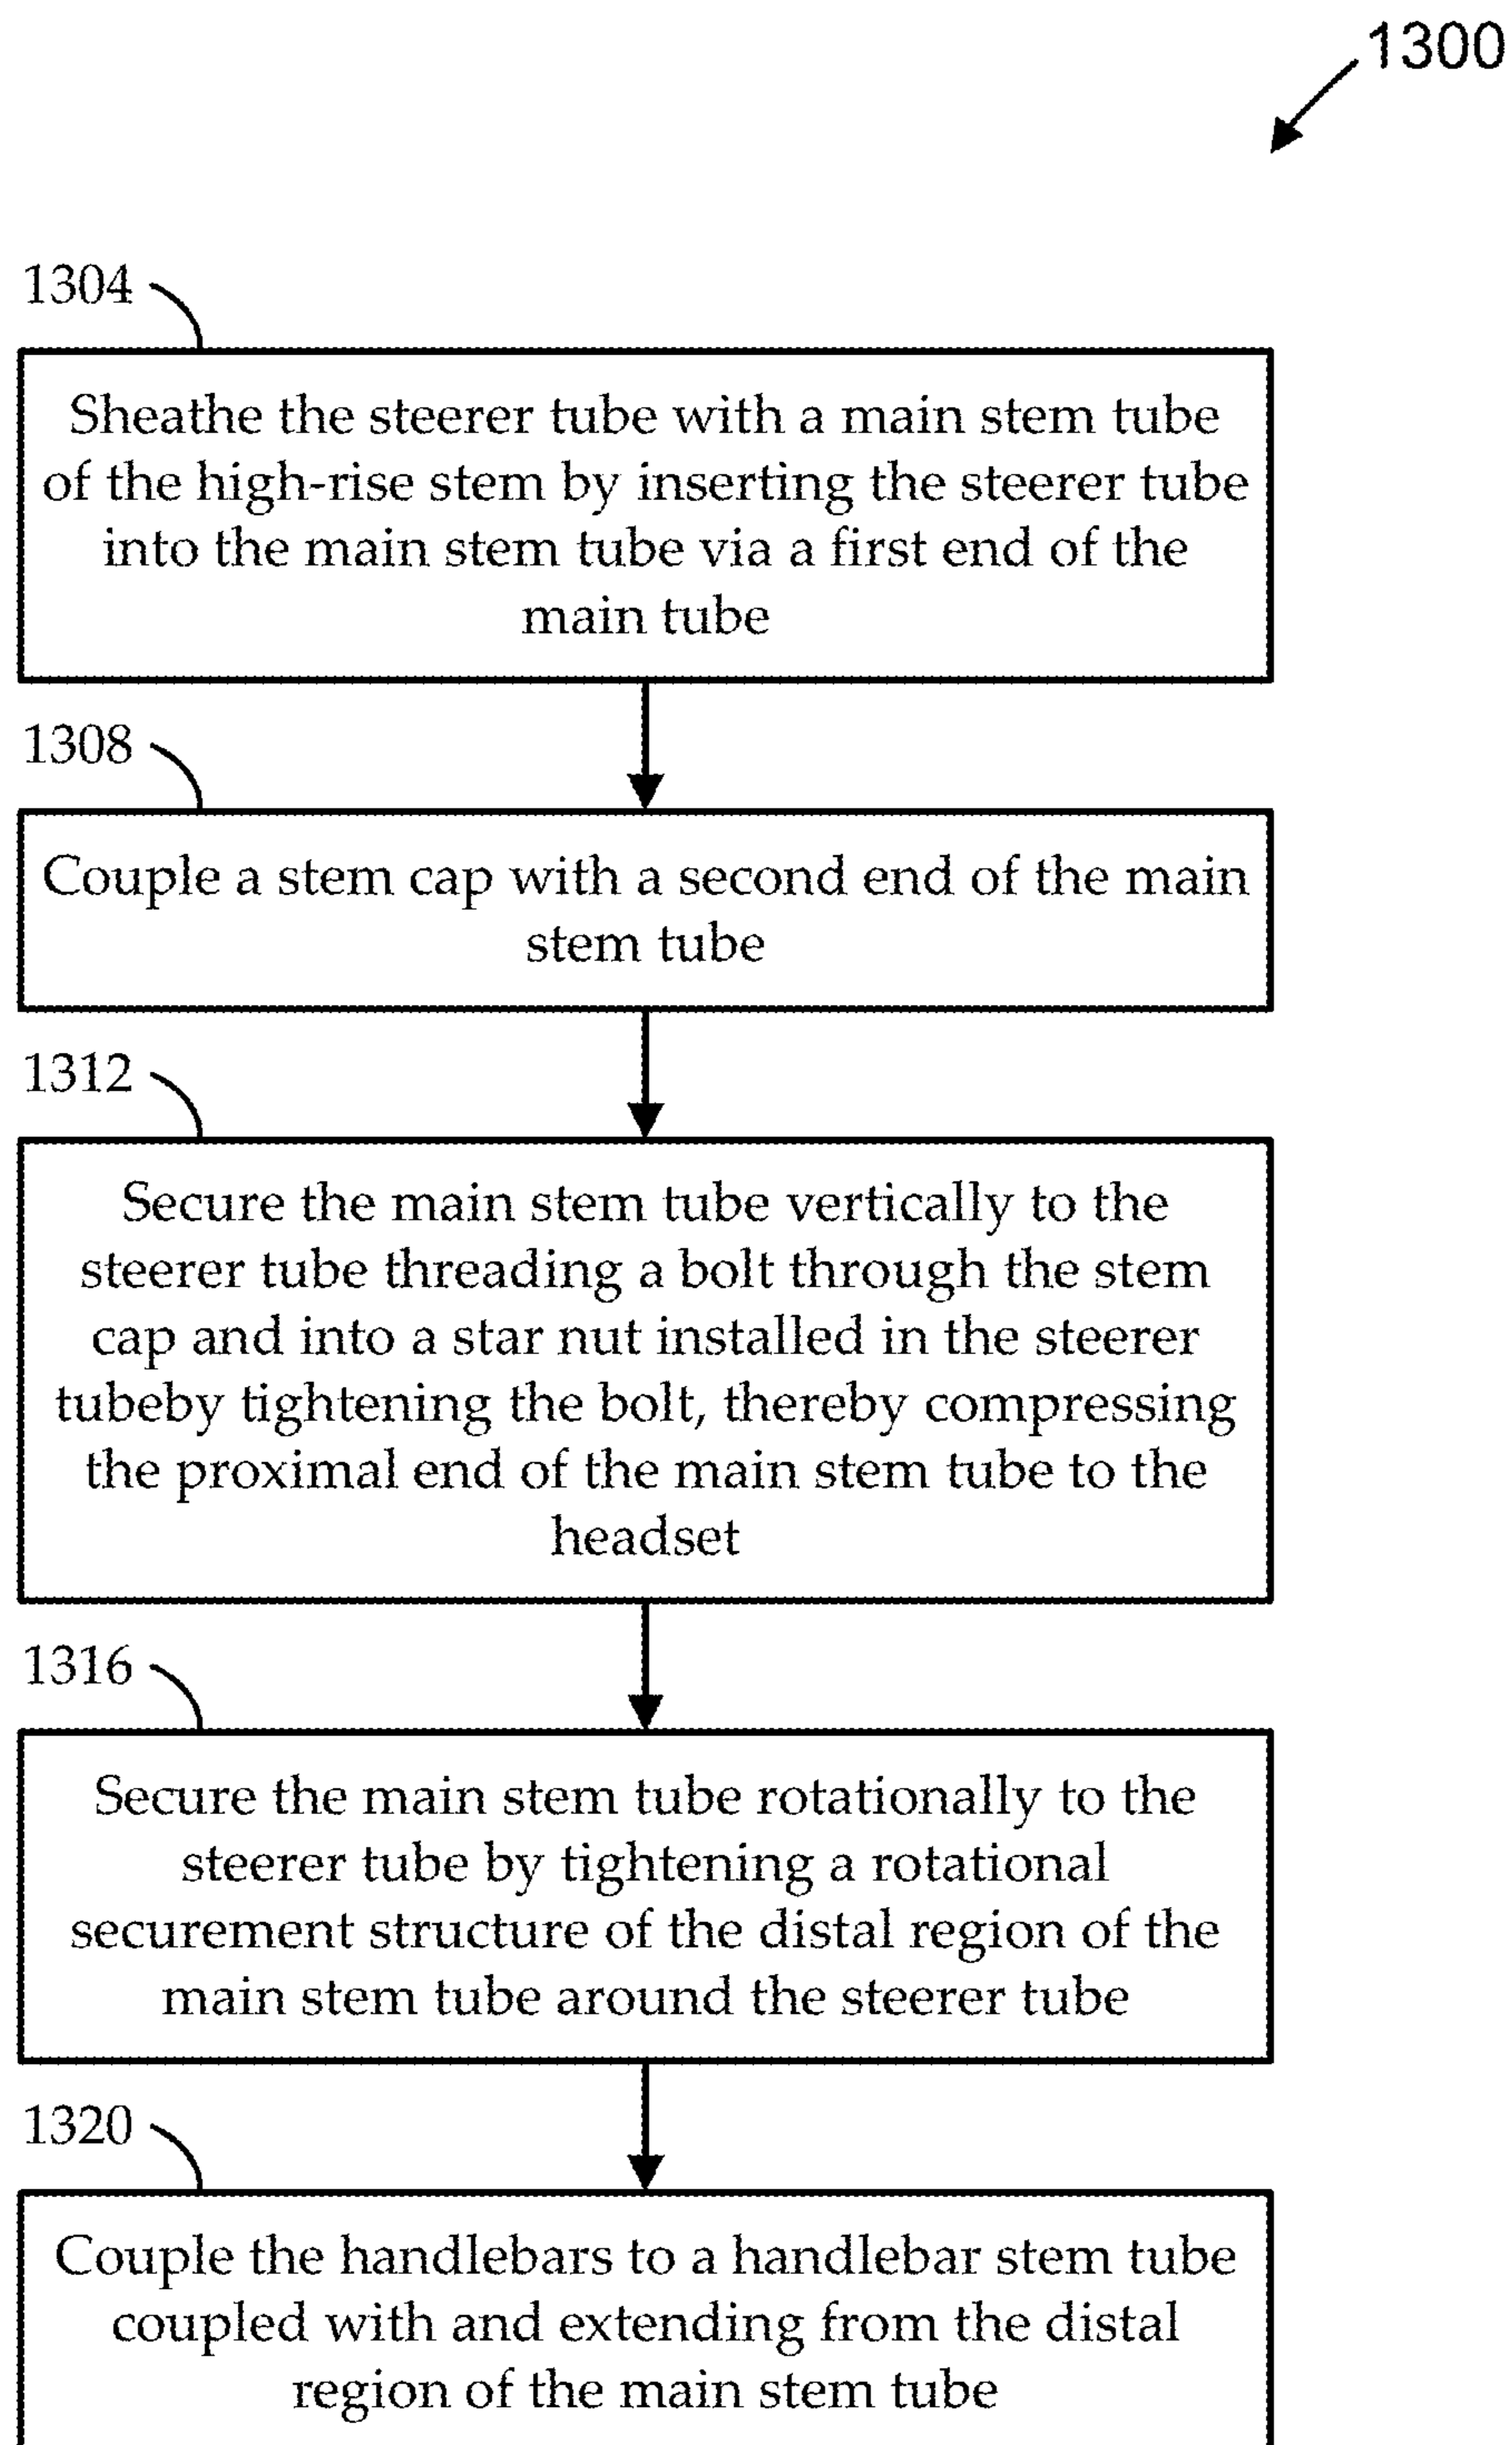 1300
1304
Sheathe the steerer tube with a main stem tube
of the high-rise stem by inserting the steerer tube
into the main stem tube via a first end of the
main tube
1308
Couple a stem cap with a second end of the main
stem tube
1312
Secure the main stem tube vertically to the
steerer tube threading a bolt through the stem
cap and into a star nut installed in the steerer
tubeby tightening the bolt, thereby compressing
the proximal end of the main stem tube to the
headset
1316
Secure the main stem tube rotationally to the
steerer tube by tightening a rotational
securement structure of the distal region of the
main stem tube around the steerer tube
1320
Couple the handlebars to a handlebar stem tube
coupled with and extending from the distal
region of the main stem tube